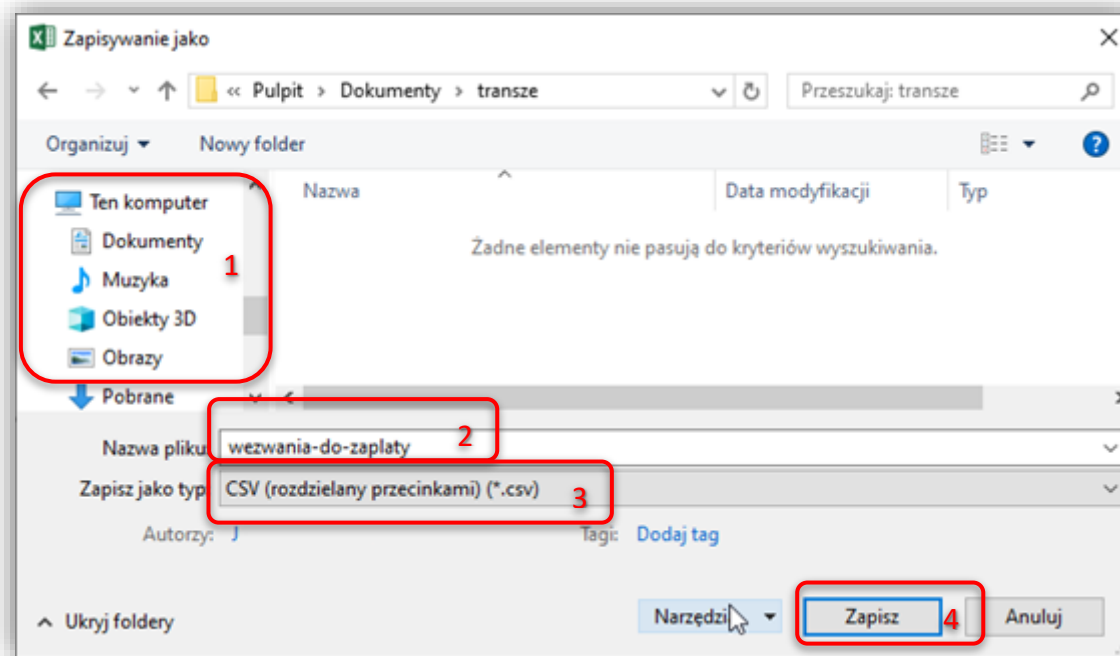 Zapisywanie jako
« Pulpit > Dokumenty > transze Przeszukaj: transze
Organizuj Nowy folder ?
Nazwa Data modyfikacji Typ
Żadne elementy nie pasują do kryteriów wyszukiwania.
Ten komputer
Dokumenty
1
Muzyka
Obiekty 3D
Obrazy
Pobrane
Nazwa pliku wezwania-do-zaplaty 2
Zapisz jako typ CSV (rozdzielany przecinkami) (*.csv) 3
Autorzy: J Tagi: Dodaj tag
Ukryj foldery Narzędzi Zapisz 4 Anuluj